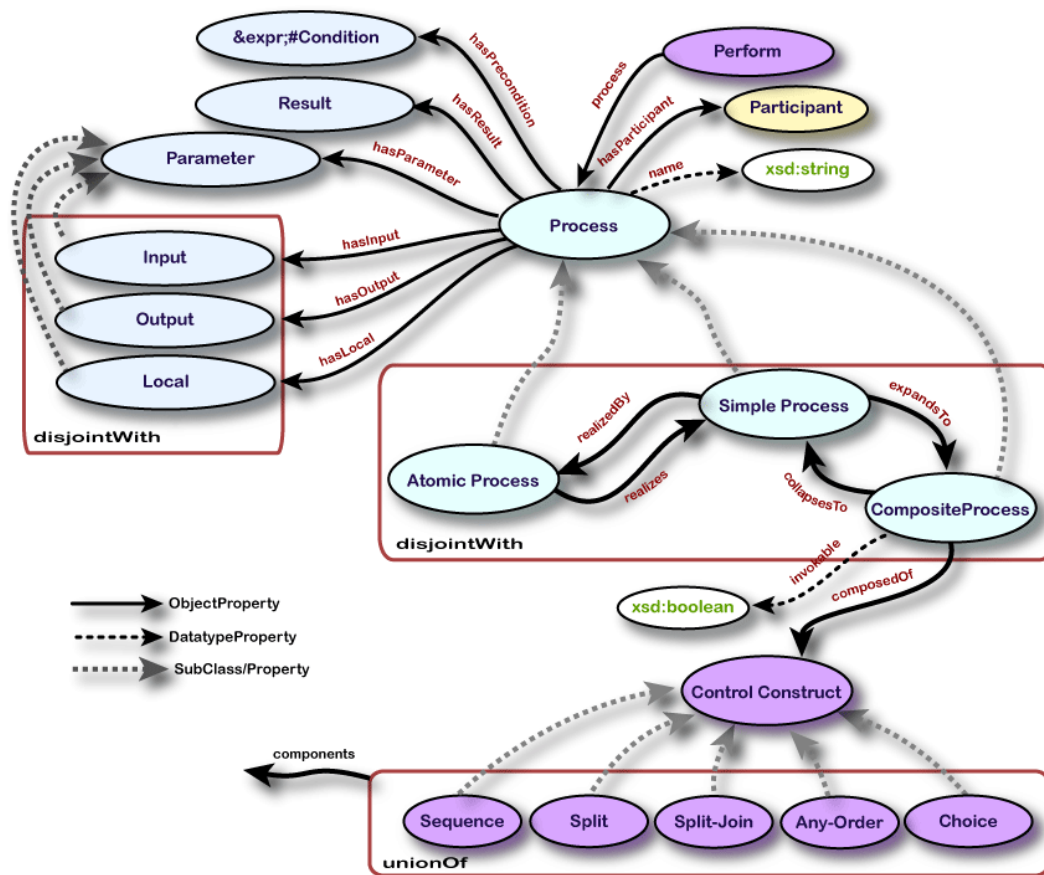 &expr;#Condition
hasPrecondition
process
Perform
Result
hasResult
hasParticipant
Participant
Parameter
hasParameter
name
xsd:string
Process
Input
hasInput
Output
hasOutput
Local
hasLocal
disjointWith
realizedBy
Simple Process
expandsTo
Atomic Process
realizes
collapsesTo
CompositeProcess
disjointWith
invokable
composedOf
xsd:boolean
ObjectProperty
DatatypeProperty
SubClass/Property
Control Construct
components
Sequence
Split
Split-Join
Any-Order
Choice
unionOf